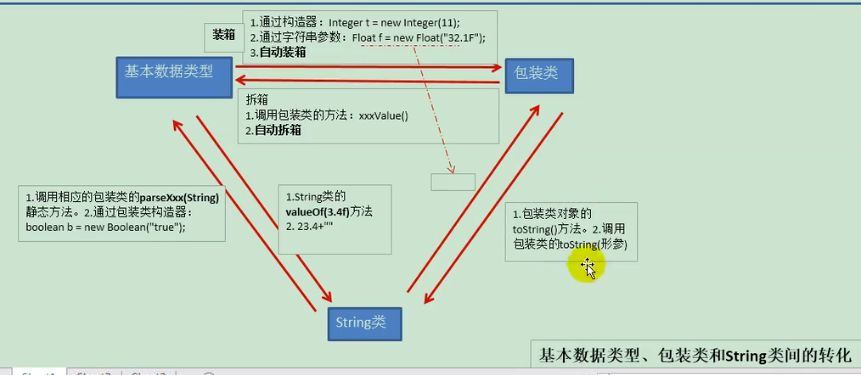 装箱
1.通过构造器：Integer t = new Integer(11);
2.通过字符串参数：Float f = new Float("32.1F");
3.自动装箱
基本数据类型
包装类
拆箱
1.调用包装类的方法：xxxValue()
2.自动拆箱
1.调用相应的包装类的parseXxx(String)
静态方法。2.通过包装类构造器：
boolean b = new Boolean("true");
1.String类的
valueOf(3.4f)方法
2. 23.4+""
1.包装类对象的
toString()方法。2.调用
包装类的toString(形参)
String类
基本数据类型、包装类和String类间的转化